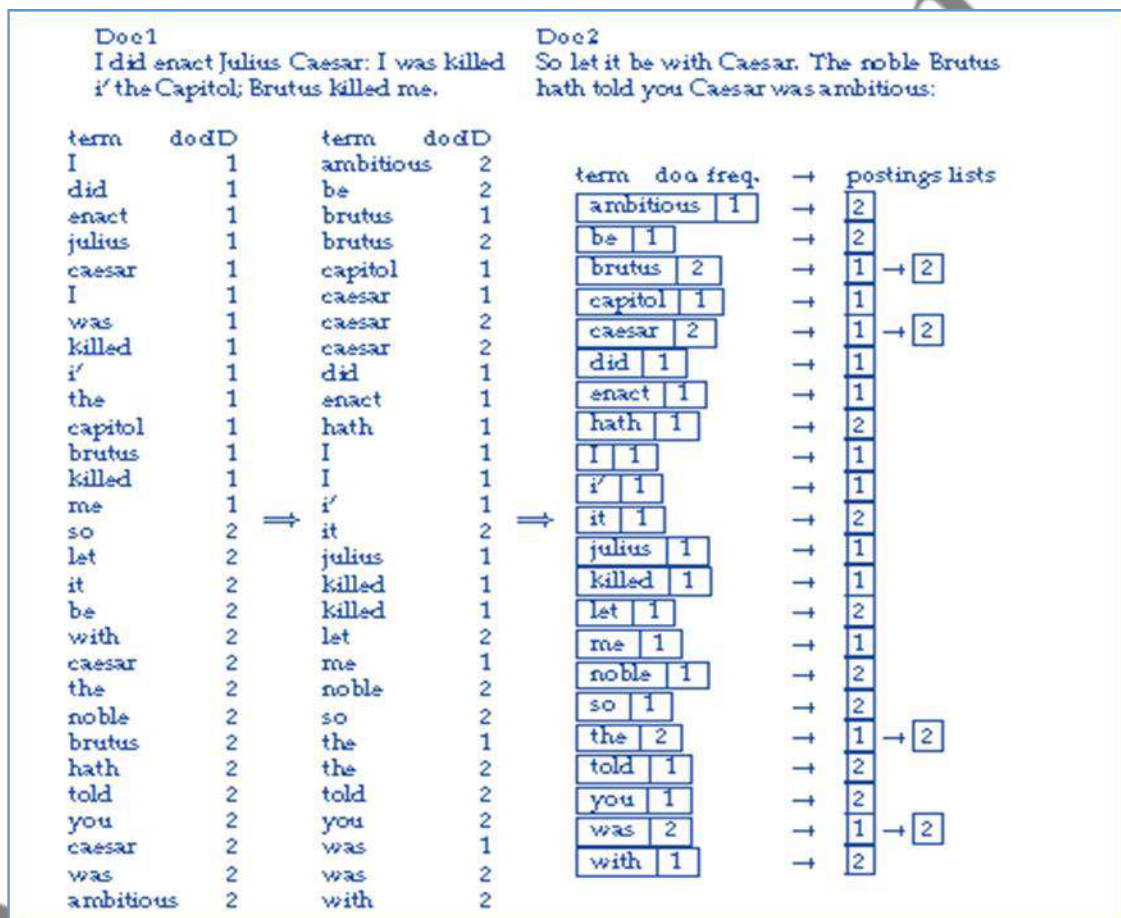 Doc1
I did enact Julius Caesar: I was killed
i′ the Capitol; Brutus killed me.
Doc2
So let it be with Caesar. The noble Brutus
hath told you Caesar was ambitious:
term docID
I 1
did 1
enact 1
julius 1
caesar 1
I 1
was 1
killed 1
i′ 1
the 1
capitol 1
brutus 1
killed 1
me 1
so 2
let 2
it 2
be 2
with 2
caesar 2
the 2
noble 2
brutus 2
hath 2
told 2
you 2
caesar 2
was 2
ambitious 2
⇒
term docID
ambitious 2
be 2
brutus 1
brutus 2
capitol 1
caesar 1
caesar 2
caesar 2
did 1
enact 1
hath 1
I 1
I 1
i′ 1
it 2
julius 1
killed 1
killed 1
let 2
me 1
noble 2
so 2
the 1
the 2
told 2
you 2
was 1
was 2
with 2
⇒
term doc freq. → postings lists
ambitious 1 → 2
be 1 → 2
brutus 2 → 1 → 2
capitol 1 → 1
caesar 2 → 1 → 2
did 1 → 1
enact 1 → 1
hath 1 → 2
I 1 → 1
i′ 1 → 1
it 1 → 2
julius 1 → 1
killed 1 → 1
let 1 → 2
me 1 → 1
noble 1 → 2
so 1 → 2
the 2 → 1 → 2
told 1 → 2
you 1 → 2
was 2 → 1 → 2
with 1 → 2